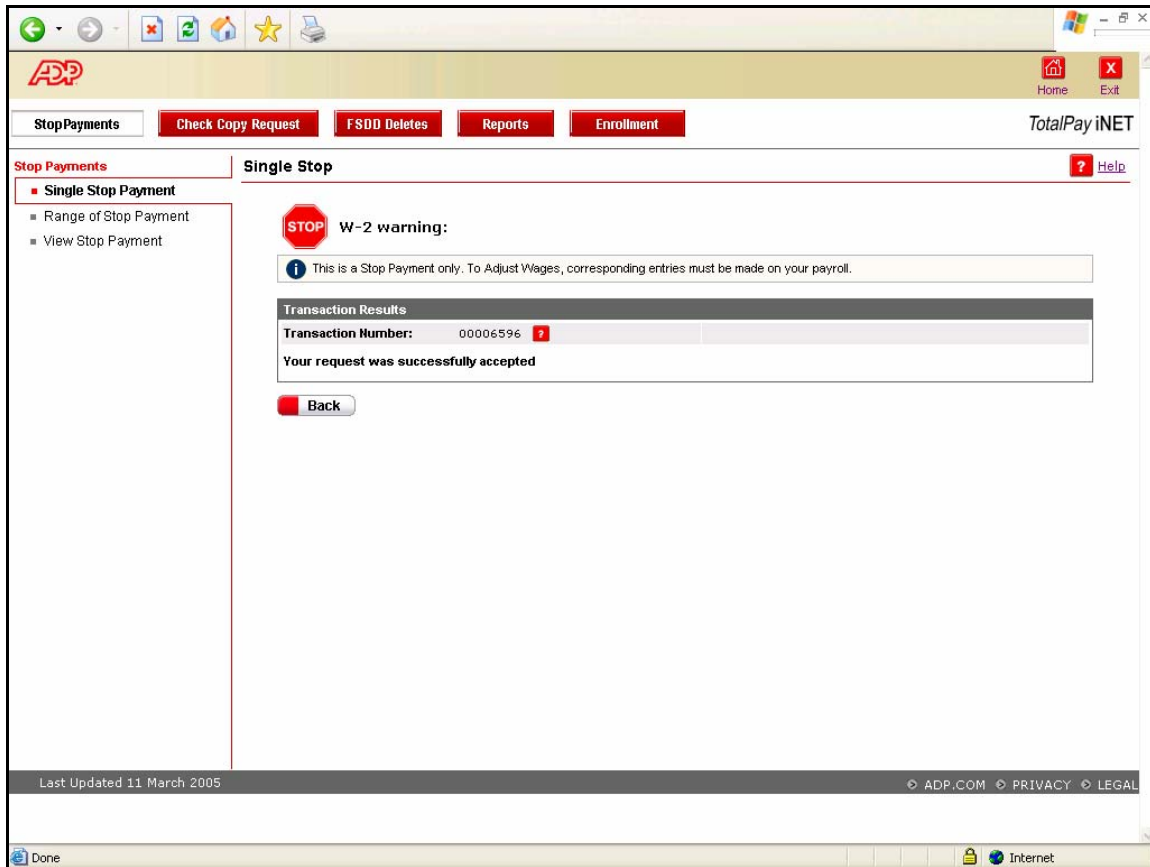 ADP
Home
X
Exit
Stop Payments
Check Copy Request
FSDD Deletes
Reports
Enrollment
TotalPay iNET
Stop Payments
Single Stop Payment
Range of Stop Payment
View Stop Payment
Single Stop
? Help
STOP W-2 warning:
i This is a Stop Payment only. To Adjust Wages, corresponding entries must be made on your payroll.
Transaction Results
Transaction Number: 00006596 ?
Your request was successfully accepted
Back
Last Updated 11 March 2005
ADP.COM PRIVACY LEGAL
Done
Internet